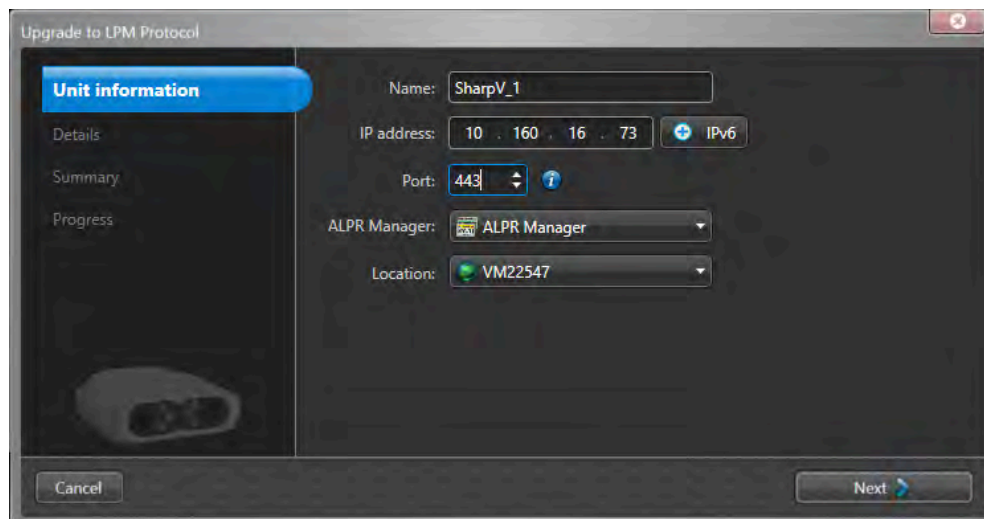 Upgrade to LPM Protocol
Unit information
Details
Summary
Progress
Name: SharpV_1
IP address: 10 . 160 . 16 . 73 IPv6
Port: 443
ALPR Manager: ALPR Manager
Location: VM22547
Cancel
Next